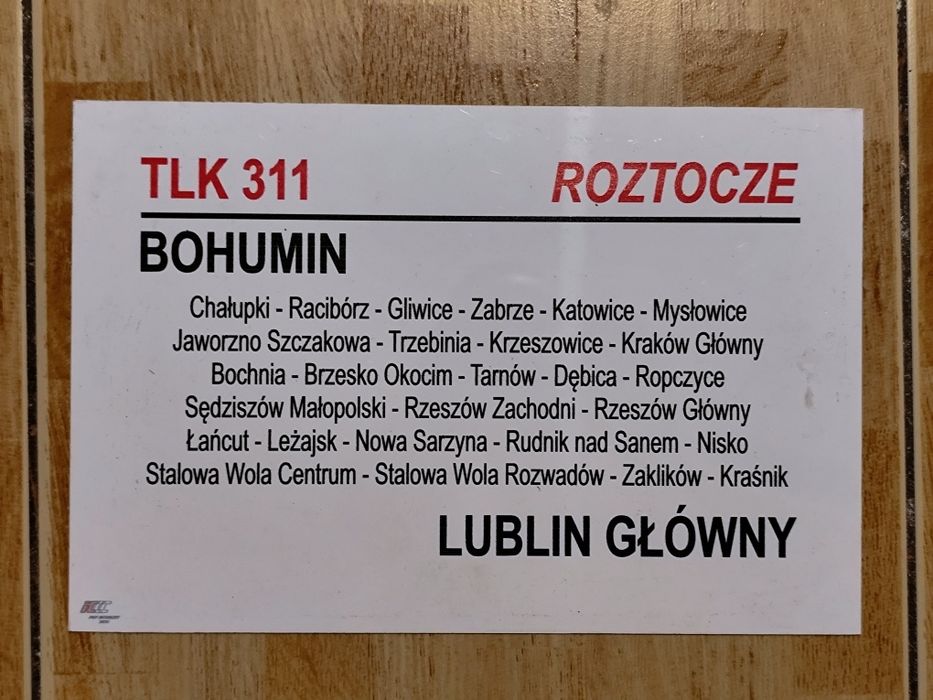 TLK 311 ROZTOCZE
BOHUMIN
Chałupki - Racibórz - Gliwice - Zabrze - Katowice - Mysłowice
Jaworzno Szczakowa - Trzebinia - Krzeszowice - Kraków Główny
Bochnia - Brzesko Okocim - Tarnów - Dębica - Ropczyce
Sędziszów Małopolski - Rzeszów Zachodni - Rzeszów Główny
Łańcut - Leżajsk - Nowa Sarzyna - Rudnik nad Sanem - Nisko
Stalowa Wola Centrum - Stalowa Wola Rozwadów - Zaklików - Kraśnik
LUBLIN GŁÓWNY